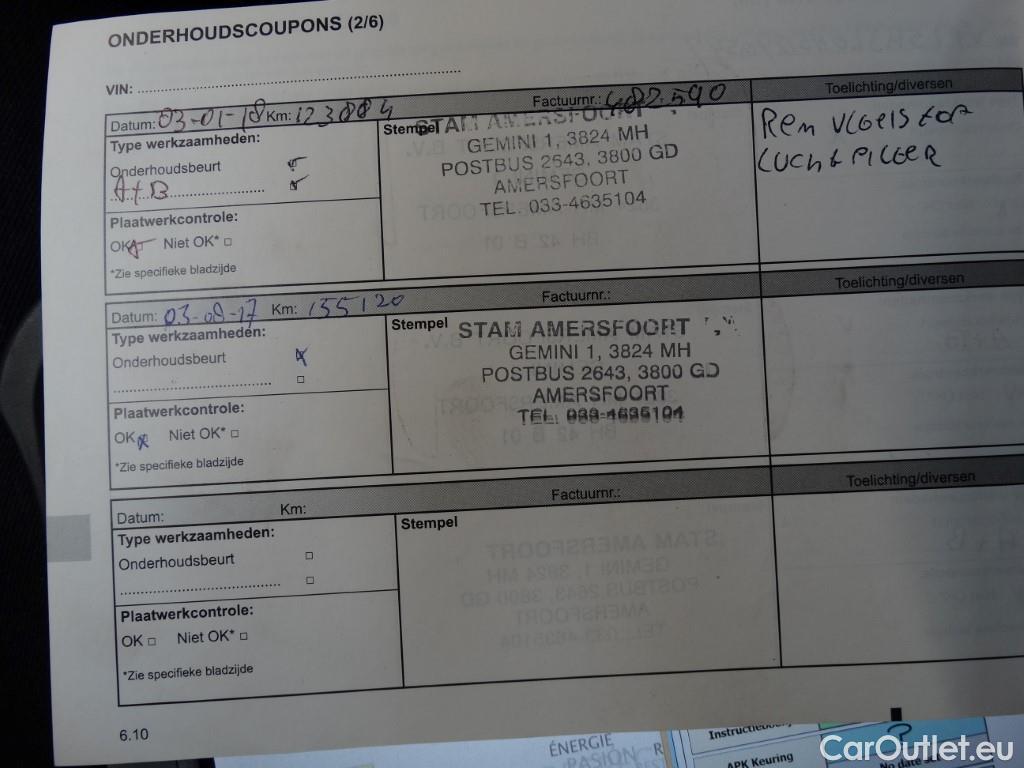 ONDERHOUDSCOUPONS (2/6)
VIN:
Datum: 03-01-18 Km: 123884 Factuurnr.: 482.590 Toelichting/diversen
Type werkzaamheden:
Onderhoudsbeurt
A+B
Plaatwerkcontrole:
OK Niet OK*
*Zie specifieke bladzijde
Stempel STAM AMERSFOORT
GEMINI 1, 3824 MH
POSTBUS 2643, 3800 GD
AMERSFOORT
TEL. 033-4635104
Rem vloeistof
Luchtfilter
Datum: 03-08-17 Km: 155120 Factuurnr.: Toelichting/diversen
Type werkzaamheden:
Onderhoudsbeurt
Plaatwerkcontrole:
OK Niet OK*
*Zie specifieke bladzijde
Stempel STAM AMERSFOORT
GEMINI 1, 3824 MH
POSTBUS 2643, 3800 GD
AMERSFOORT
TEL. 033-4635104
Datum: Km: Factuurnr.: Toelichting/diversen
Type werkzaamheden:
Onderhoudsbeurt
Plaatwerkcontrole:
OK Niet OK*
*Zie specifieke bladzijde
Stempel
6.10
ÉNERGIE
APK Keuring
CarOutlet.eu